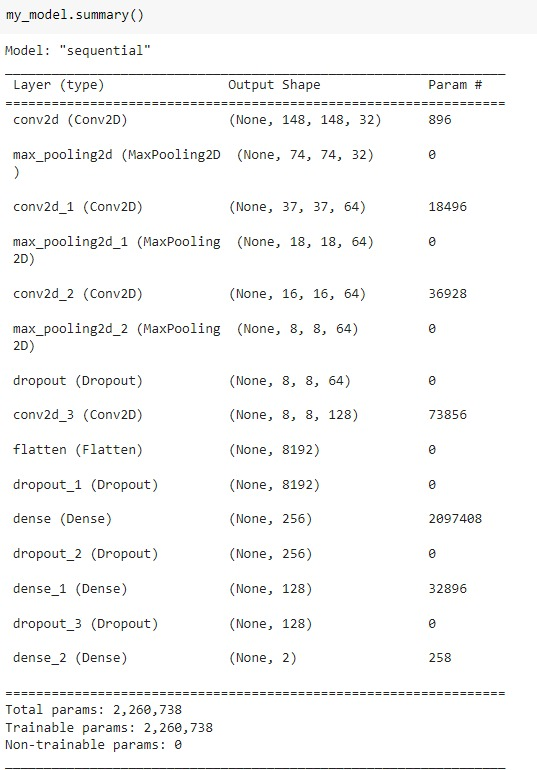 my_model.summary()
Model: "sequential"
Layer (type) Output Shape Param #
conv2d (Conv2D) (None, 148, 148, 32) 896
max_pooling2d (MaxPooling2D (None, 74, 74, 32) 0
)
conv2d_1 (Conv2D) (None, 37, 37, 64) 18496
max_pooling2d_1 (MaxPooling (None, 18, 18, 64) 0
2D)
conv2d_2 (Conv2D) (None, 16, 16, 64) 36928
max_pooling2d_2 (MaxPooling (None, 8, 8, 64) 0
2D)
dropout (Dropout) (None, 8, 8, 64) 0
conv2d_3 (Conv2D) (None, 8, 8, 128) 73856
flatten (Flatten) (None, 8192) 0
dropout_1 (Dropout) (None, 8192) 0
dense (Dense) (None, 256) 2097408
dropout_2 (Dropout) (None, 256) 0
dense_1 (Dense) (None, 128) 32896
dropout_3 (Dropout) (None, 128) 0
dense_2 (Dense) (None, 2) 258
Total params: 2,260,738
Trainable params: 2,260,738
Non-trainable params: 0